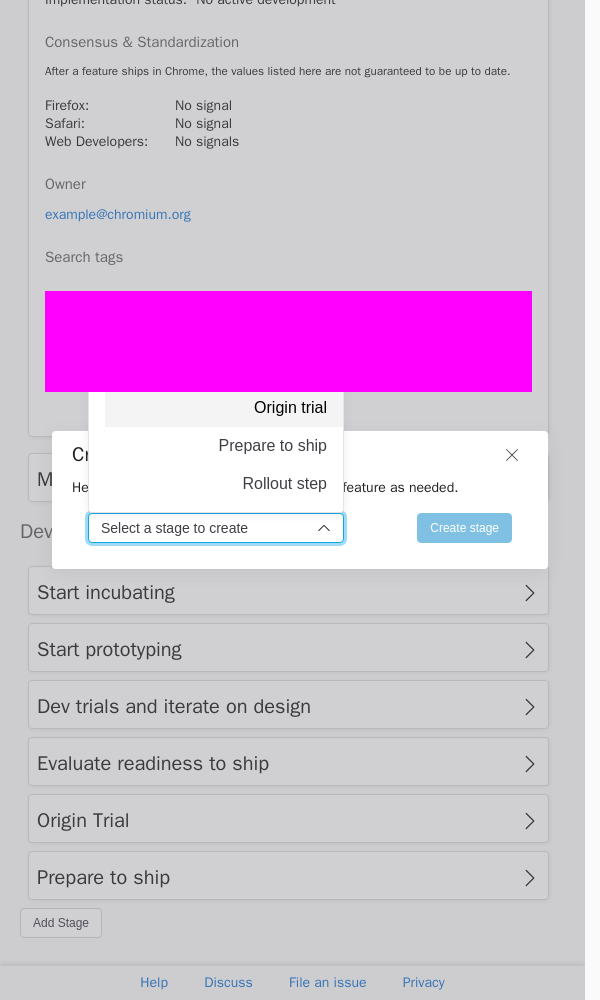 Implementation status: No active development
Consensus & Standardization
After a feature ships in Chrome, the values listed here are not guaranteed to be up to date.
Firefox: No signal
Safari: No signal
Web Developers: No signals
Owner
example@chromium.org
Search tags
Origin trial
Prepare to ship
Rollout step
feature as needed.
Select a stage to create
Create stage
Start incubating
Start prototyping
Dev trials and iterate on design
Evaluate readiness to ship
Origin Trial
Prepare to ship
Add Stage
Help Discuss File an issue Privacy